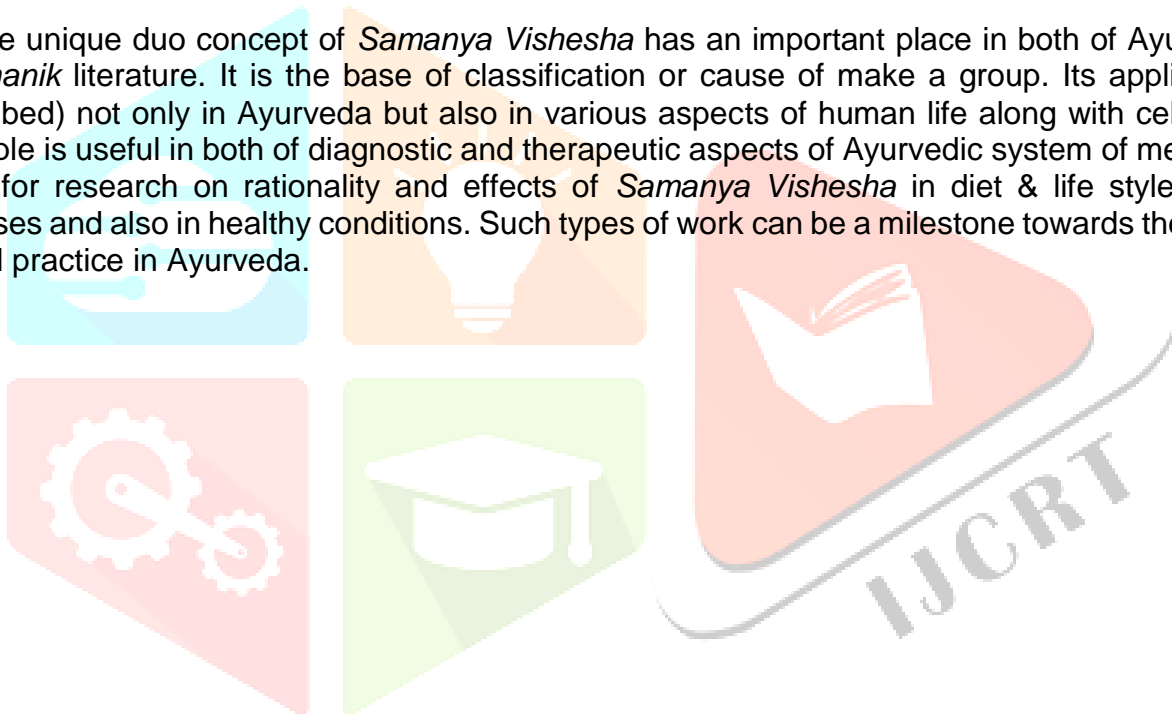 e unique duo concept of Samanya Vishesha has an important place in both of Ayu
anik literature. It is the base of classification or cause of make a group. Its appli
bed) not only in Ayurveda but also in various aspects of human life along with cel
ole is useful in both of diagnostic and therapeutic aspects of Ayurvedic system of me
for research on rationality and effects of Samanya Vishesha in diet & life style
ses and also in healthy conditions. Such types of work can be a milestone towards the
l practice in Ayurveda.
IJCRT